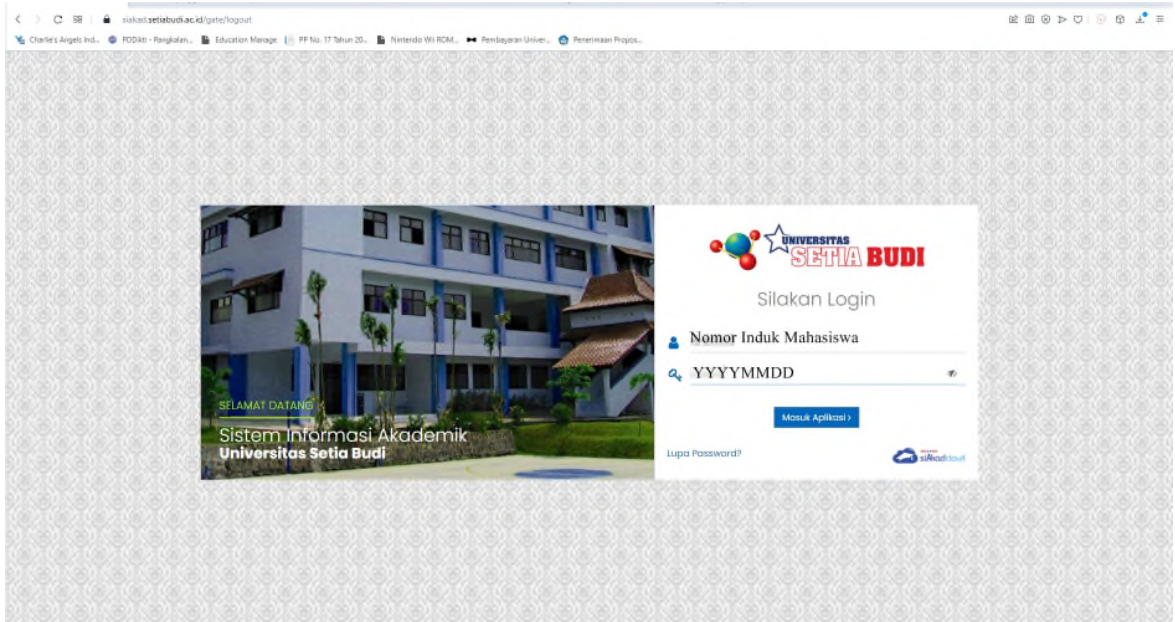 siakad.setiabudi.ac.id/gate/logout
Charlie's Angels Ind... PDDikti - Pangkalan... Education Manage PP No. 17 Tahun 20... Nintendo Wii ROM... Pembayaran Univer... Penerimaan Propos...
UNIVERSITAS
SETIA BUDI
Silakan Login
Nomor Induk Mahasiswa
YYYYMMDD
Masuk Aplikasi >
Lupa Password?
siAkadcloud
SELAMAT DATANG
Sistem Informasi Akademik
Universitas Setia Budi